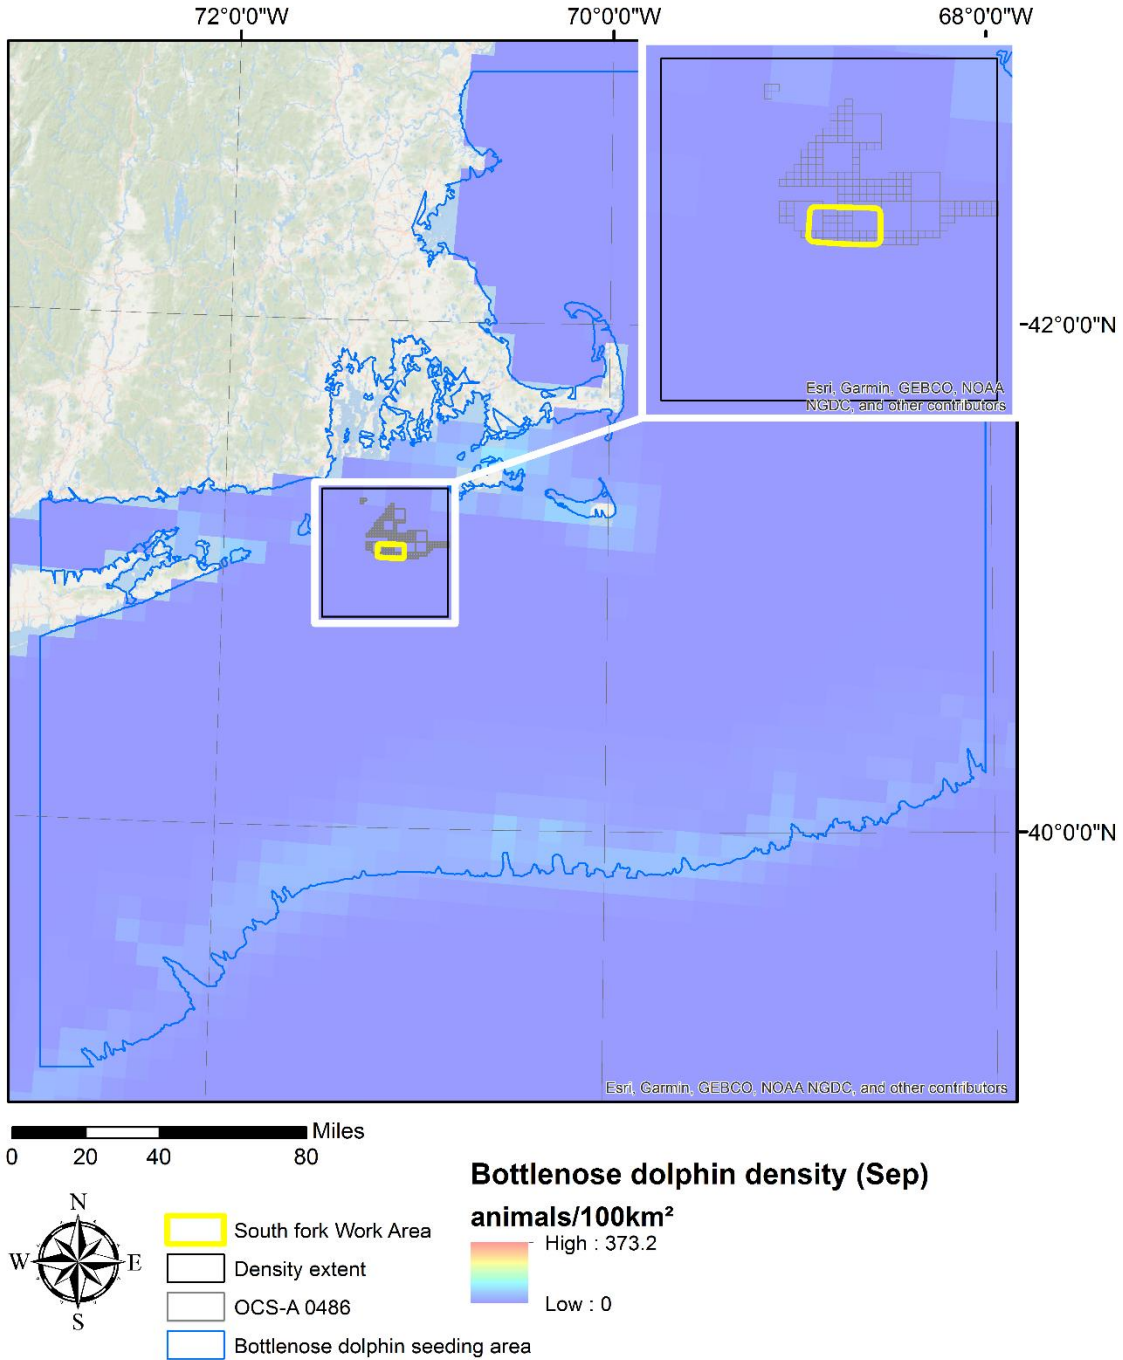 72°0'0"W 70°0'0"W 68°0'0"W
Esri, Garmin, GEBCO, NOAA
NGDC, and other contributors
42°0'0"N
40°0'0"N
Esri, Garmin, GEBCO, NOAA NGDC, and other contributors
Miles
0 20 40 80
Bottlenose dolphin density (Sep)
animals/100km²
High : 373.2
Low : 0
N
W E
S
South fork Work Area
Density extent
OCS-A 0486
Bottlenose dolphin seeding area